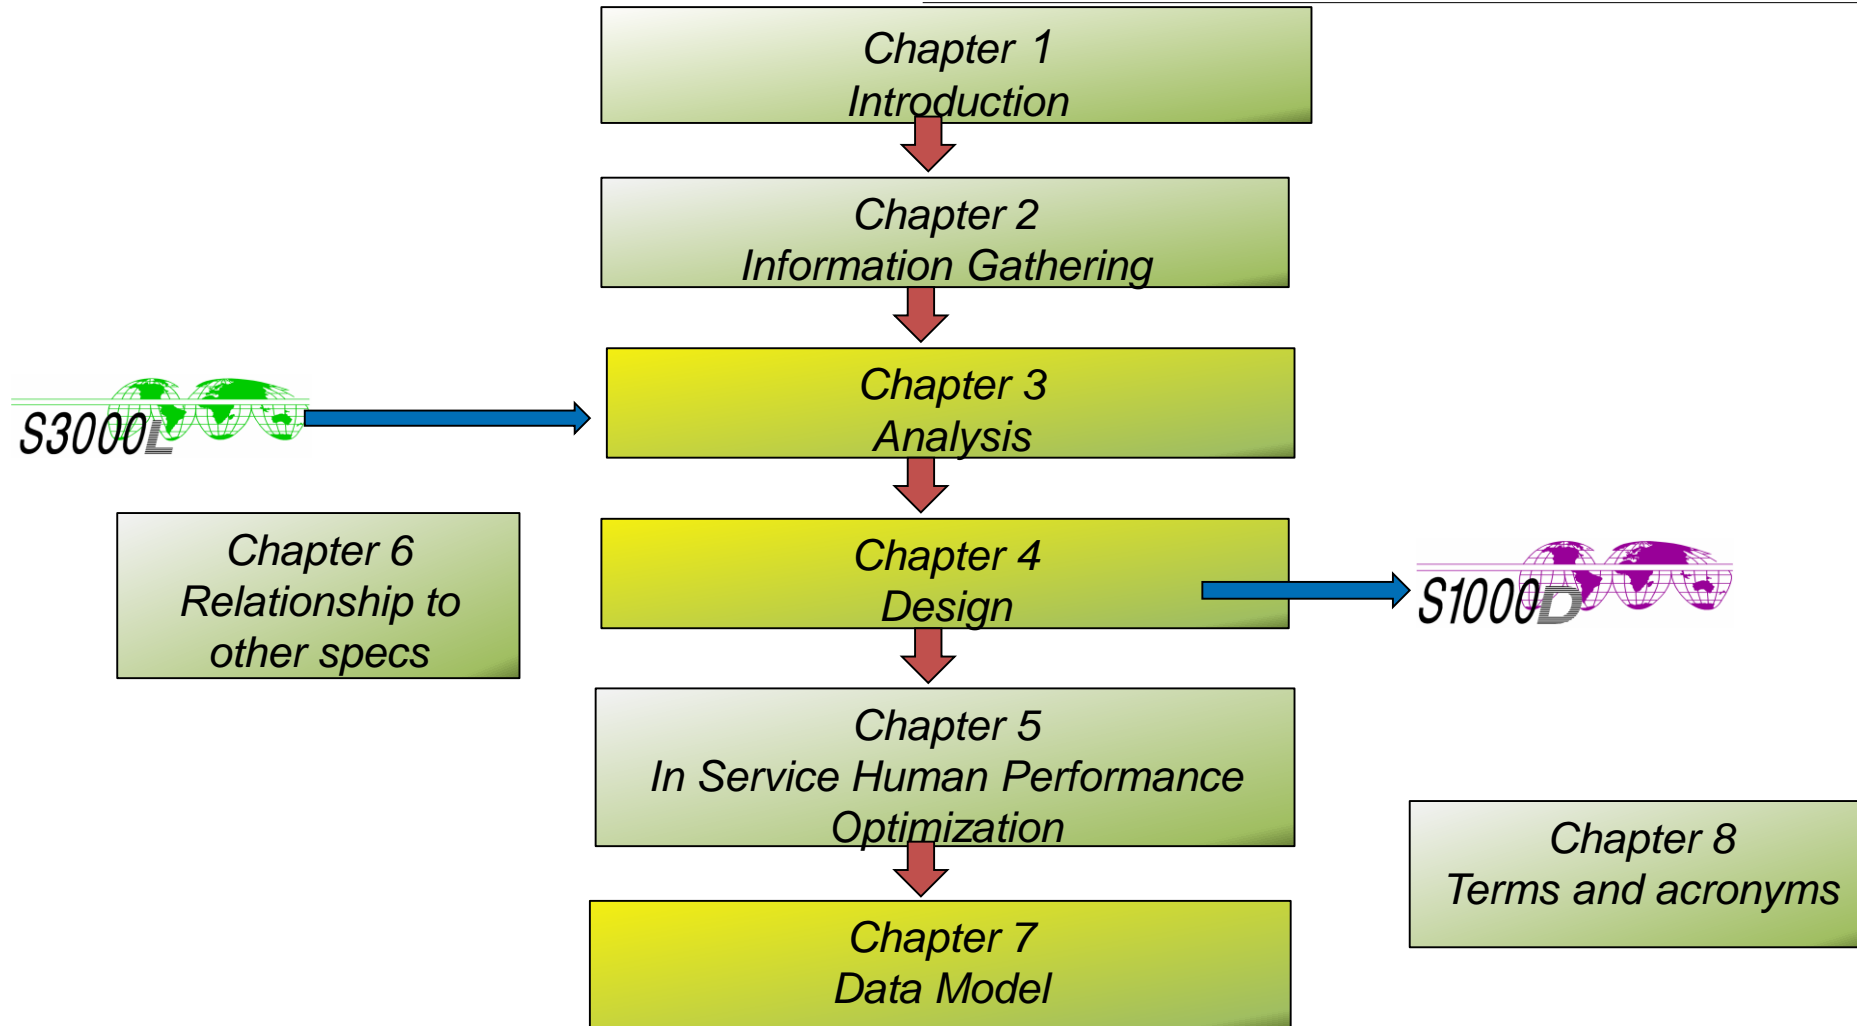 Chapter 1
Introduction
Chapter 2
Information Gathering
Chapter 3
Analysis
S3000L
Chapter 4
Design
Chapter 6
Relationship to
other specs
S1000D
Chapter 5
In Service Human Performance
Optimization
Chapter 8
Terms and acronyms
Chapter 7
Data Model